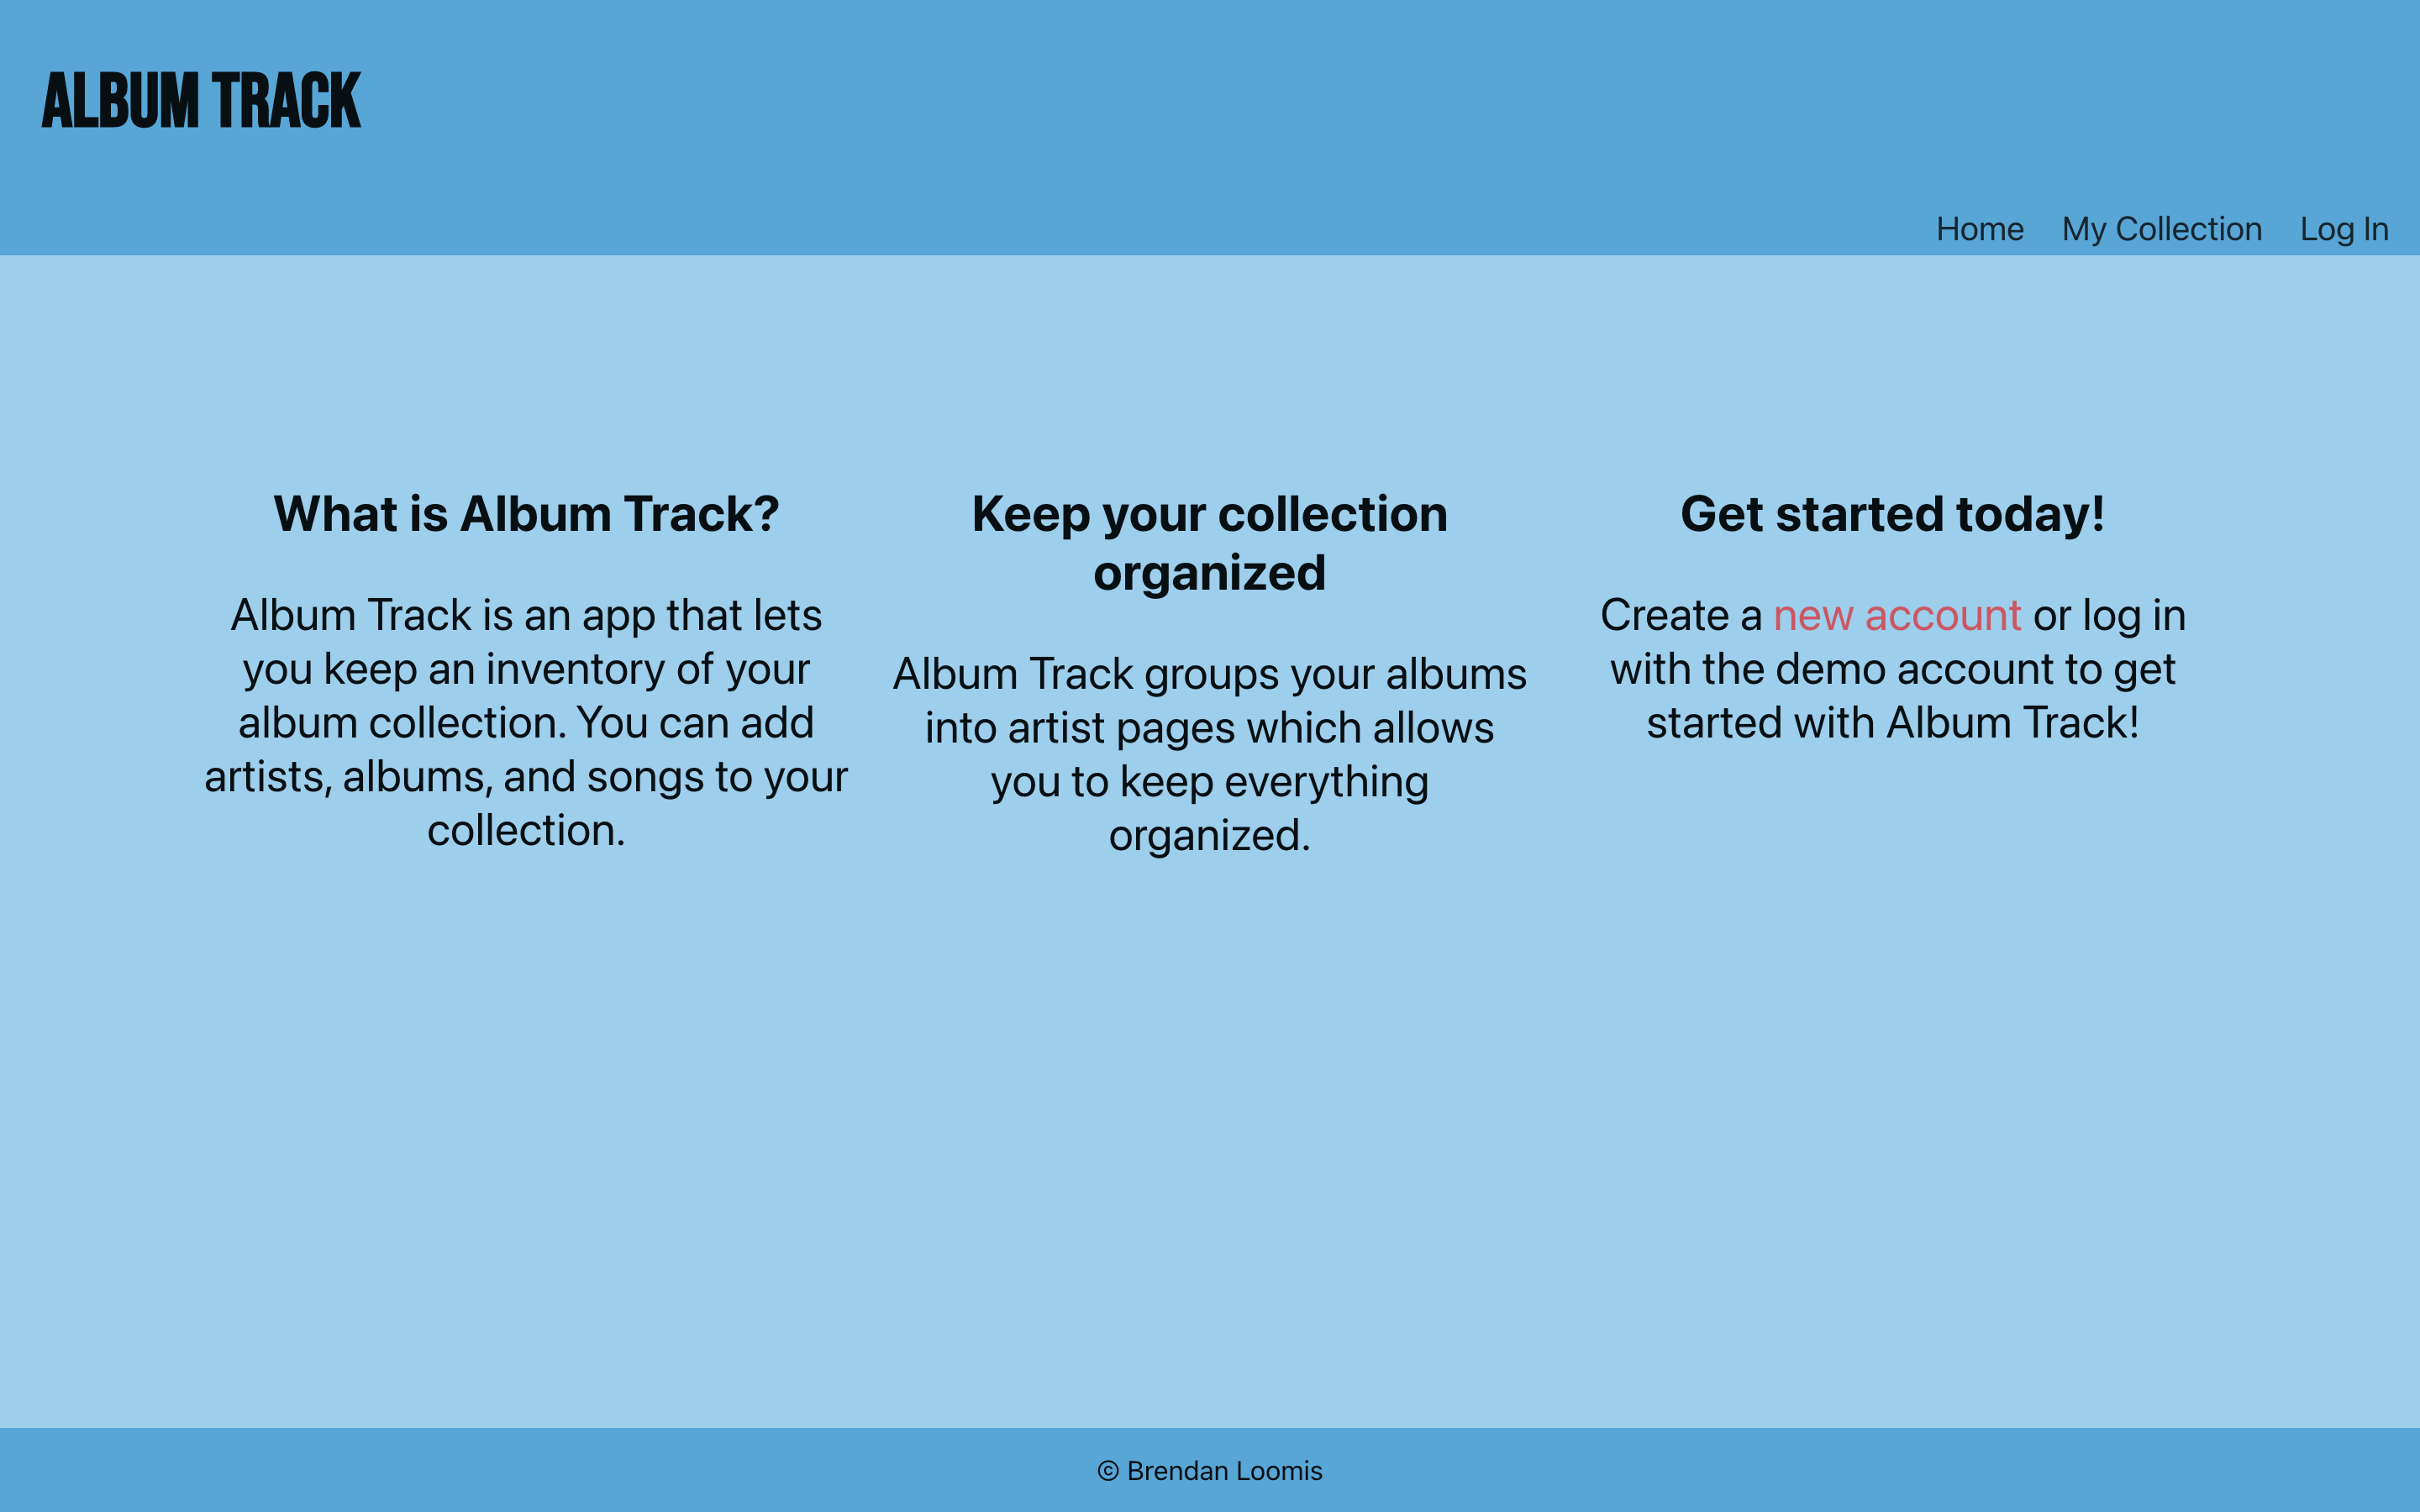 ALBUM TRACK
Home My Collection Log In
What is Album Track?
Album Track is an app that lets
you keep an inventory of your
album collection. You can add
artists, albums, and songs to your
collection.
Keep your collection
organized
Album Track groups your albums
into artist pages which allows
you to keep everything
organized.
Get started today!
Create a new account or log in
with the demo account to get
started with Album Track!
© Brendan Loomis